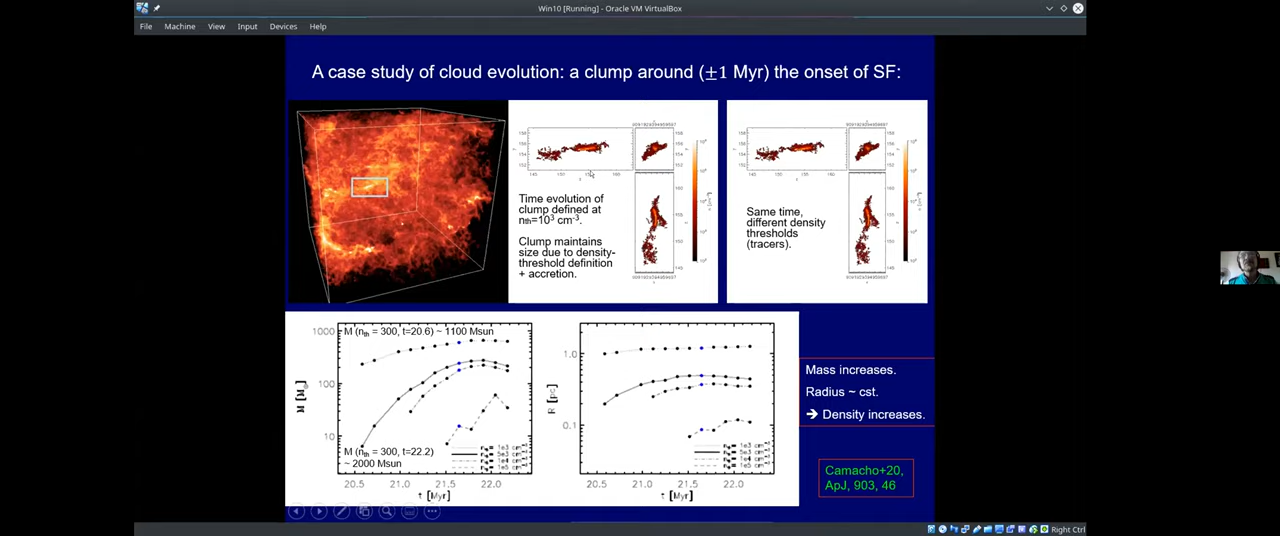 Win10 [Running] - Oracle VM VirtualBox
File Machine View Input Devices Help
A case study of cloud evolution: a clump around (±1 Myr) the onset of SF:
Time evolution of
clump defined at
nth=10³ cm⁻³.
Clump maintains
size due to density-
threshold definition
+ accretion.
Same time,
different density
thresholds
(tracers).
M (nth = 300, t=20.6) ~ 1100 Msun
1000
100
10
M (nth = 300, t=22.2)
~ 2000 Msun
20.5 21.0 21.5 22.0
t [Myr]
R [pc]
1.0
0.1
20.5 21.0 21.5 22.0
t [Myr]
Mass increases.
Radius ~ cst.
➔ Density increases.
Camacho+20,
ApJ, 903, 46
Right Ctrl